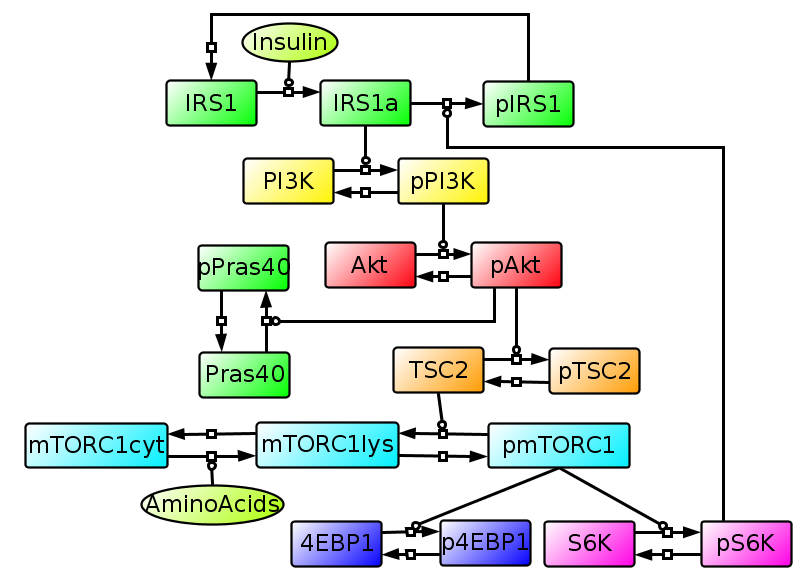 Insulin
IRS1
IRS1a
pIRS1
PI3K
pPI3K
pPras40
Akt
pAkt
Pras40
TSC2
pTSC2
mTORC1cyt
mTORC1lys
pmTORC1
AminoAcids
4EBP1
p4EBP1
S6K
pS6K